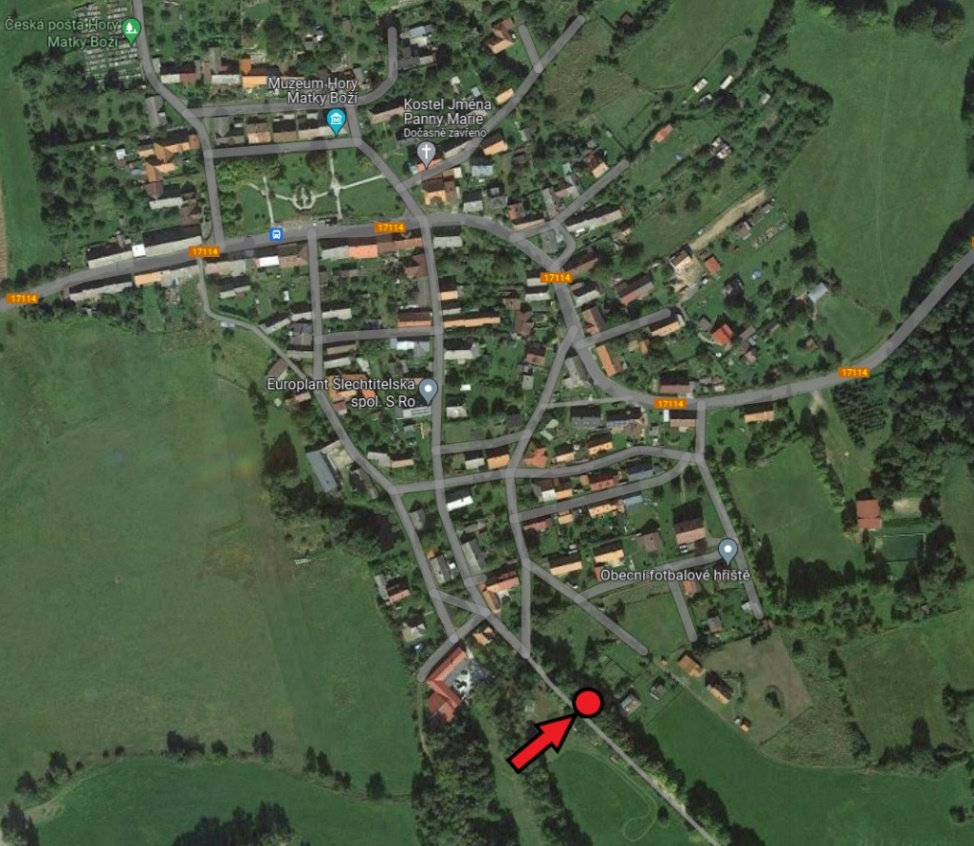 Česká pošta Hory
Matky Boží
Muzeum Hory
Matky Boží
Kostel Jména
Panny Marie
Dočasně zavřeno
17114
17114
17114
17114
Europlant Šlechtitelská
spol. S Ro
17114
17114
Obecní fotbalové hřiště